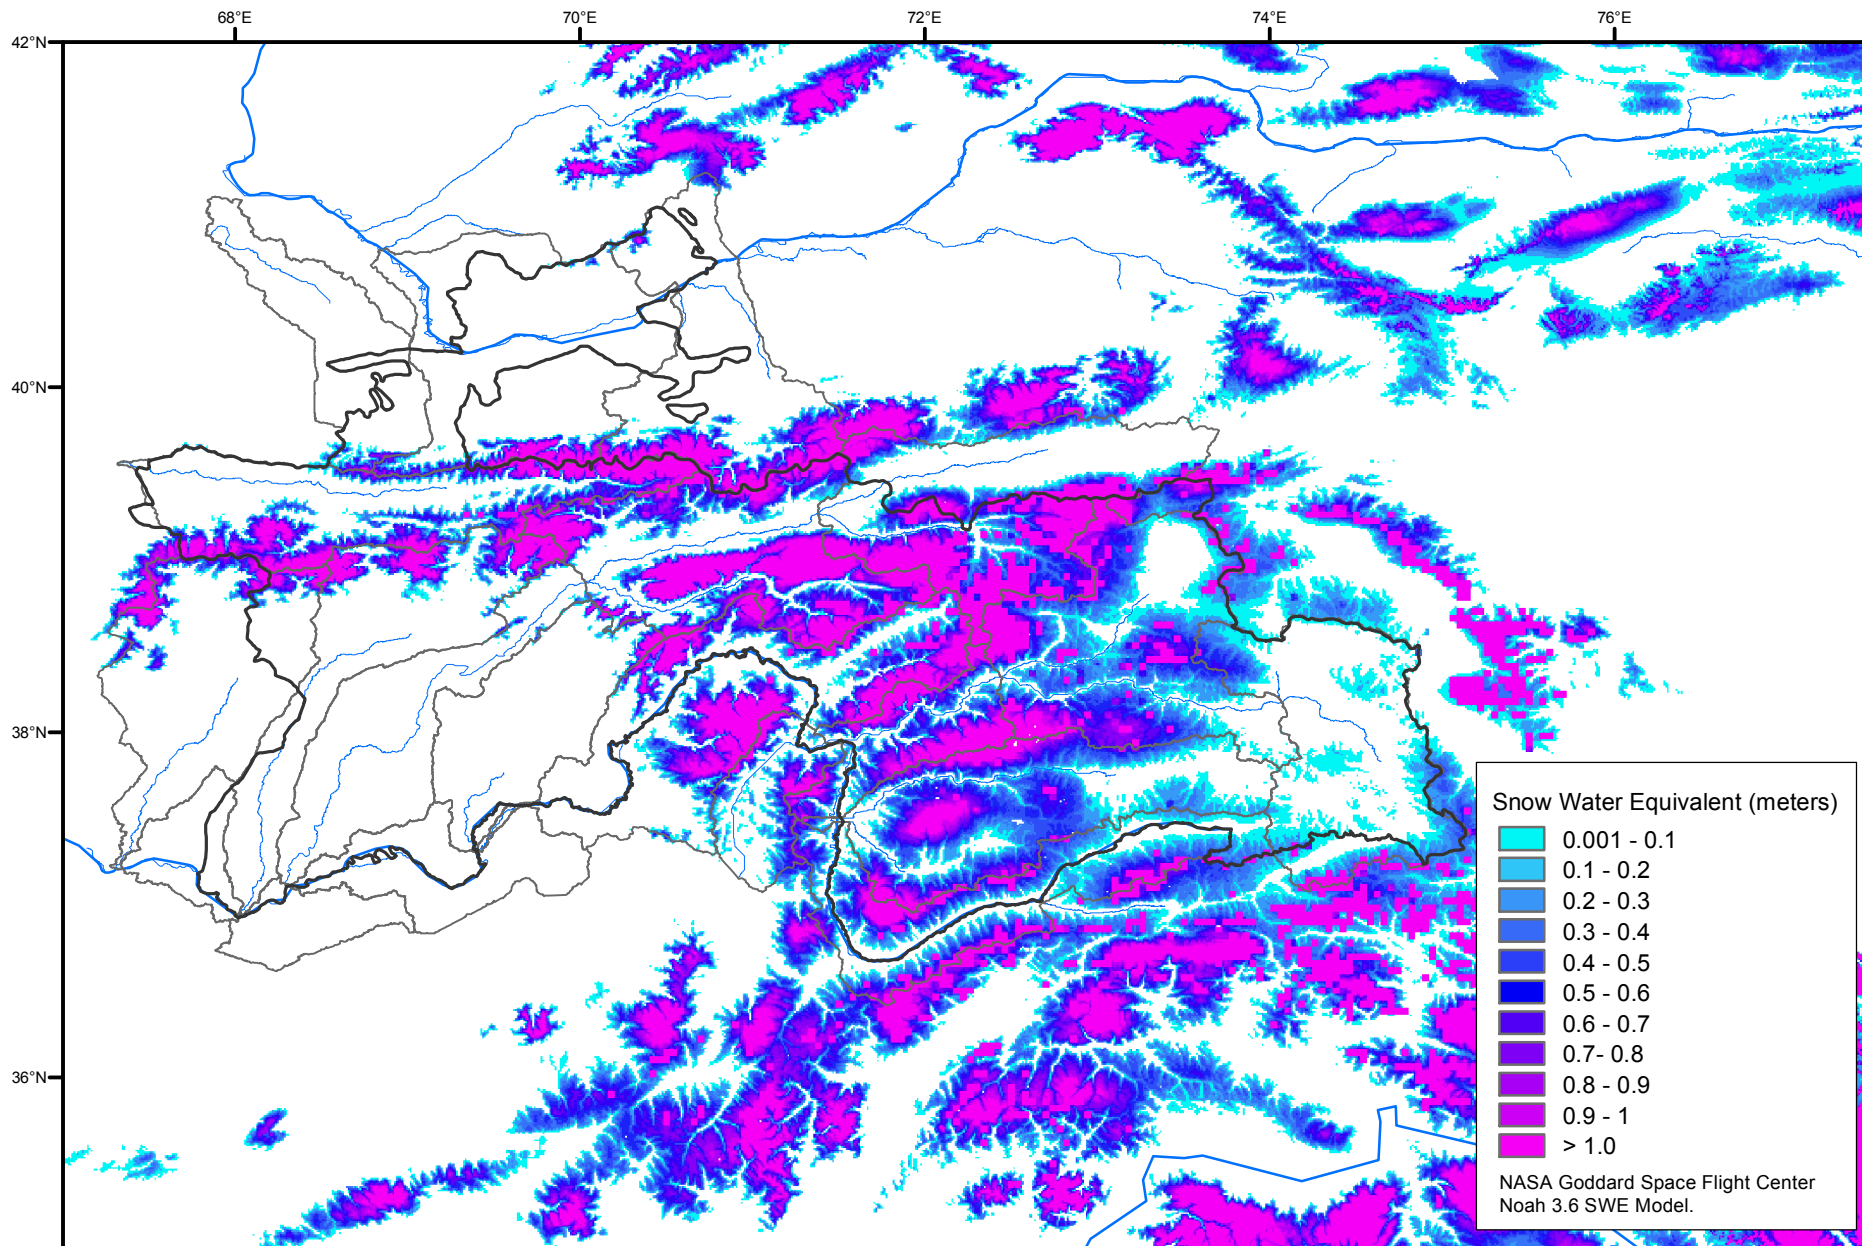 68°E
70°E
72°E
74°E
76°E
42°N
40°N
38°N
36°N
Snow Water Equivalent (meters)
0.001 - 0.1
0.1 - 0.2
0.2 - 0.3
0.3 - 0.4
0.4 - 0.5
0.5 - 0.6
0.6 - 0.7
0.7- 0.8
0.8 - 0.9
0.9 - 1
> 1.0
NASA Goddard Space Flight Center
Noah 3.6 SWE Model.